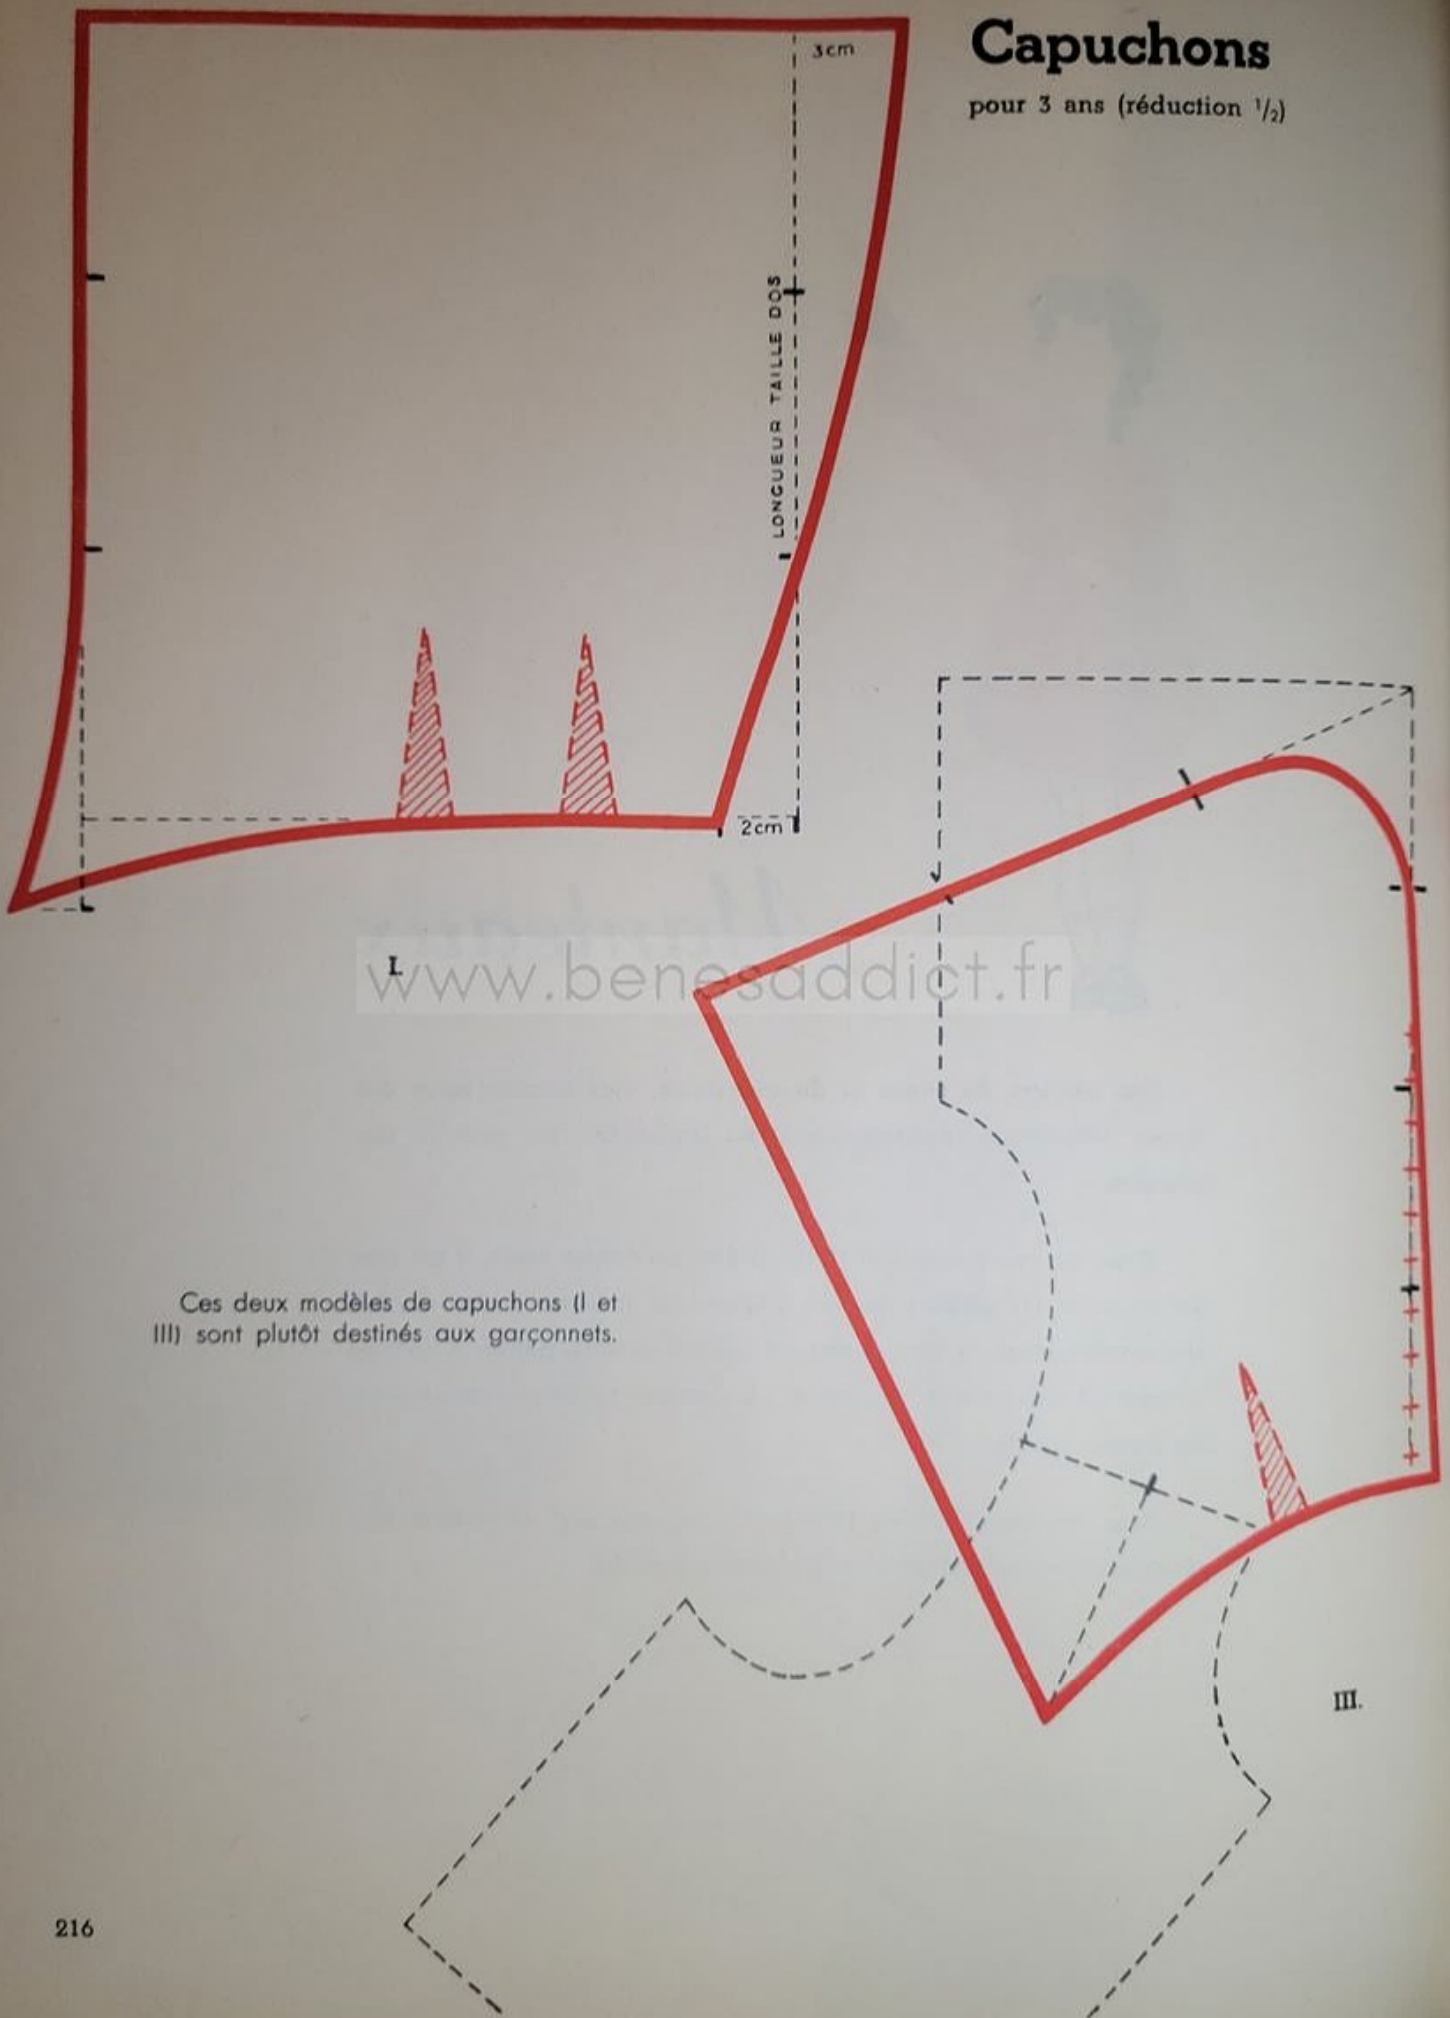 Capuchons
pour 3 ans (réduction 1/2)
3cm
LONGUEUR TAILLE DOS
2cm
I.
www.benesaddict.fr
Ces deux modèles de capuchons (I et
III) sont plutôt destinés aux garçonnets.
III.
216